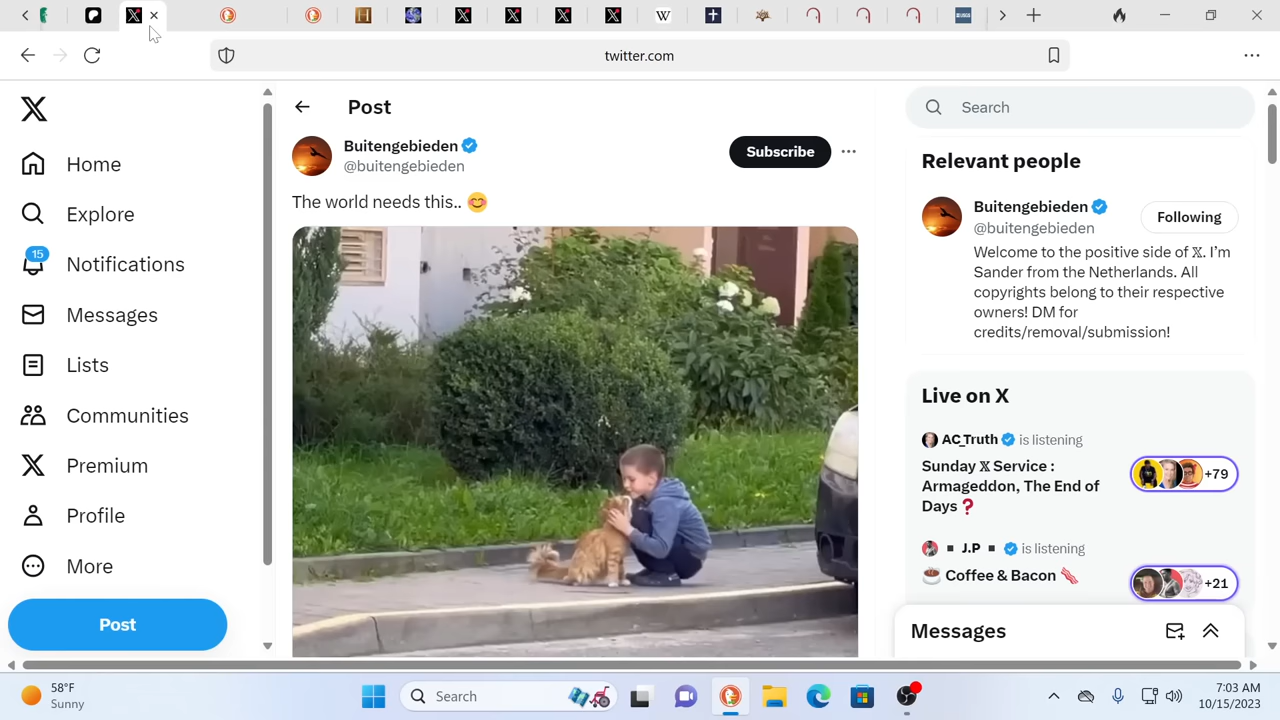 twitter.com
Home
Explore
15
Notifications
Messages
Lists
Communities
Premium
Profile
More
Post
Post
Buitengebieden
@buitengebieden
Subscribe
The world needs this.. 😊
Search
Relevant people
Buitengebieden
@buitengebieden
Following
Welcome to the positive side of 𝕏. I'm
Sander from the Netherlands. All
copyrights belong to their respective
owners! DM for
credits/removal/submission!
Live on X
AC_Truth is listening
Sunday 𝕏 Service :
Armageddon, The End of
Days ❓
+79
▪ J.P ▪ is listening
☕ Coffee & Bacon 🥓
+21
Messages
58°F
Sunny
Search
7:03 AM
10/15/2023